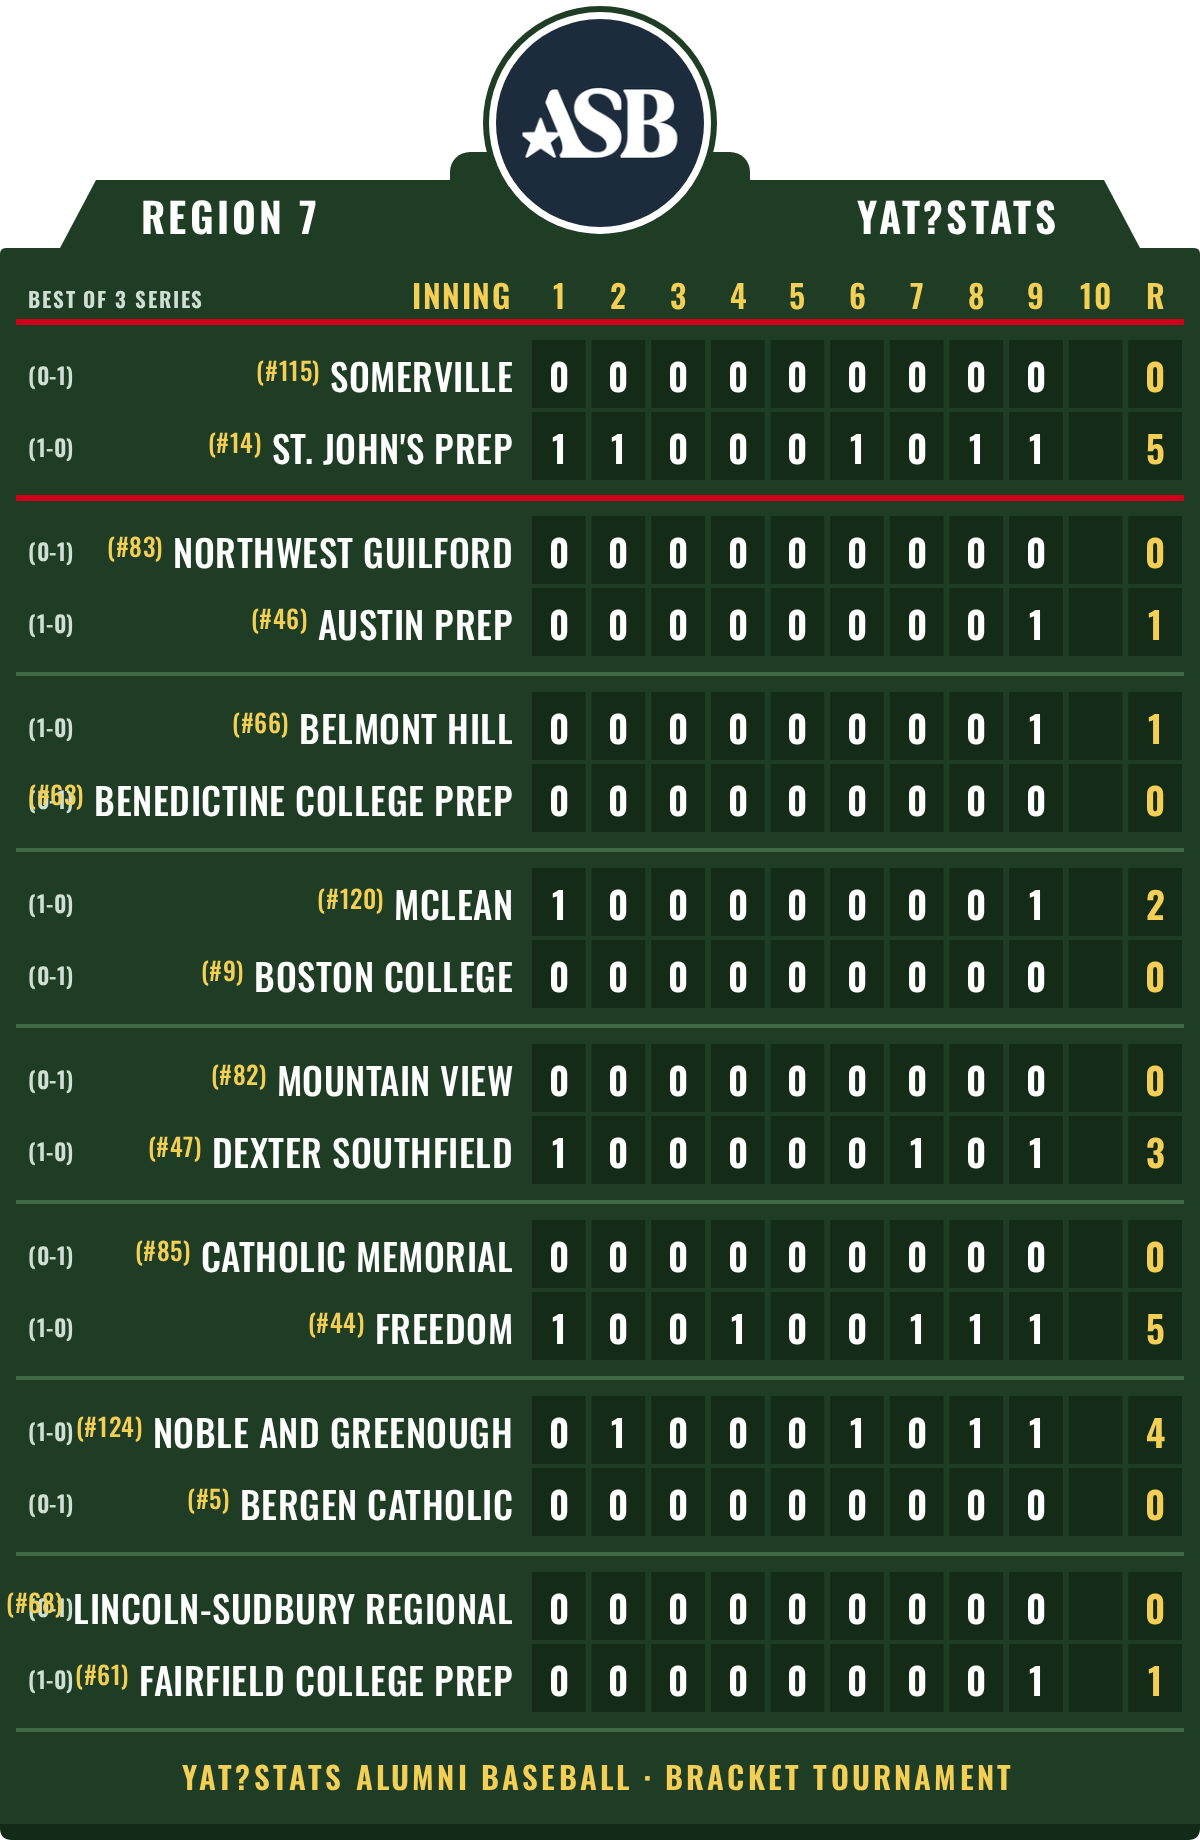 ASB
REGION 7 YAT?STATS
BEST OF 3 SERIES INNING 1 2 3 4 5 6 7 8 9 10 R
(0-1) (#115) SOMERVILLE 0 0 0 0 0 0 0 0 0 0
(1-0) (#14) ST. JOHN'S PREP 1 1 0 0 0 1 0 1 1 5
(0-1) (#83) NORTHWEST GUILFORD 0 0 0 0 0 0 0 0 0 0
(1-0) (#46) AUSTIN PREP 0 0 0 0 0 0 0 0 1 1
(1-0) (#66) BELMONT HILL 0 0 0 0 0 0 0 0 1 1
(0-1) (#63) BENEDICTINE COLLEGE PREP 0 0 0 0 0 0 0 0 0 0
(1-0) (#120) MCLEAN 1 0 0 0 0 0 0 0 1 2
(0-1) (#9) BOSTON COLLEGE 0 0 0 0 0 0 0 0 0 0
(0-1) (#82) MOUNTAIN VIEW 0 0 0 0 0 0 0 0 0 0
(1-0) (#47) DEXTER SOUTHFIELD 1 0 0 0 0 0 1 0 1 3
(0-1) (#85) CATHOLIC MEMORIAL 0 0 0 0 0 0 0 0 0 0
(1-0) (#44) FREEDOM 1 0 0 1 0 0 1 1 1 5
(1-0) (#124) NOBLE AND GREENOUGH 0 1 0 0 0 1 0 1 1 4
(0-1) (#5) BERGEN CATHOLIC 0 0 0 0 0 0 0 0 0 0
(0-1) (#68) LINCOLN-SUDBURY REGIONAL 0 0 0 0 0 0 0 0 0 0
(1-0) (#61) FAIRFIELD COLLEGE PREP 0 0 0 0 0 0 0 0 1 1
YAT?STATS ALUMNI BASEBALL · BRACKET TOURNAMENT